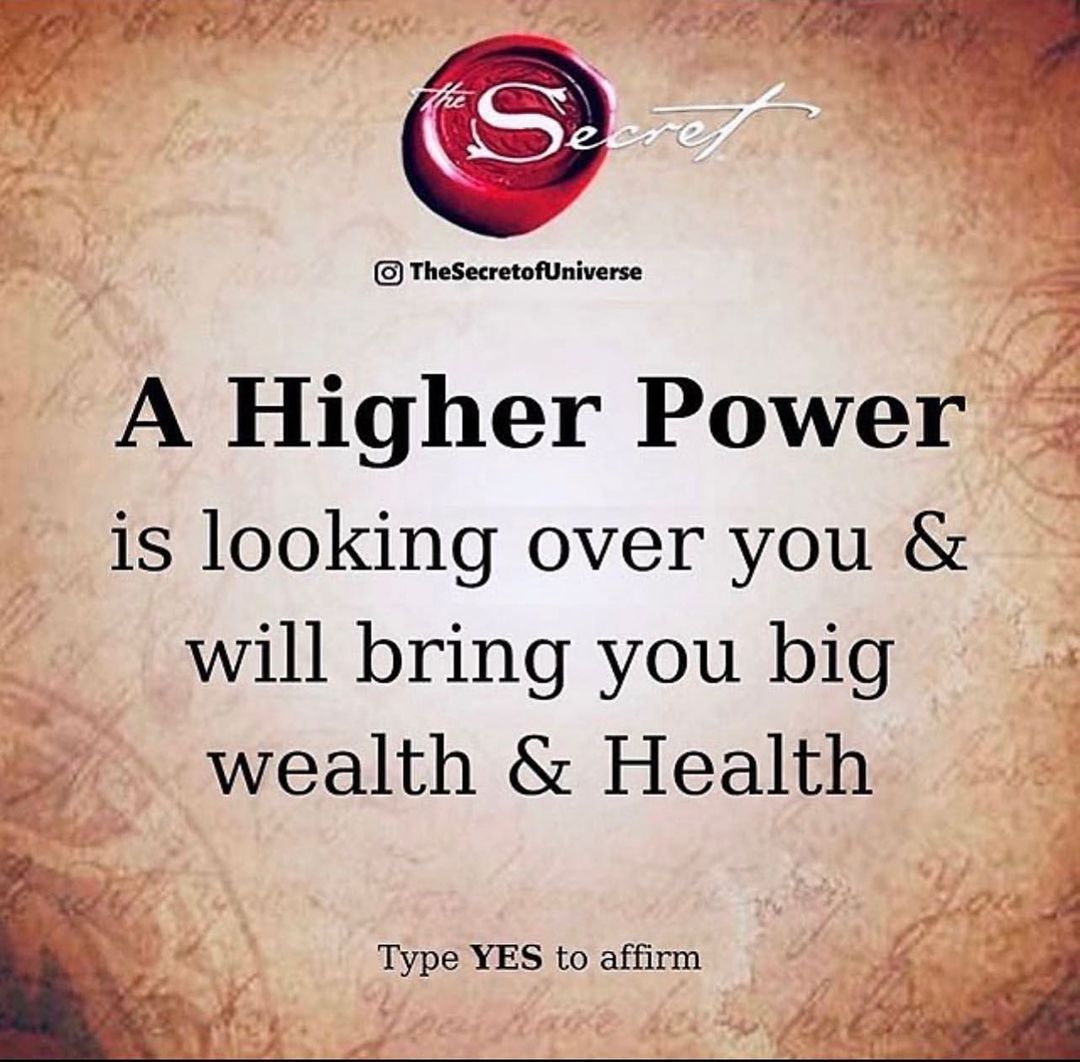 the Secret
TheSecretofUniverse
A Higher Power
is looking over you &
will bring you big
wealth & Health
Type YES to affirm